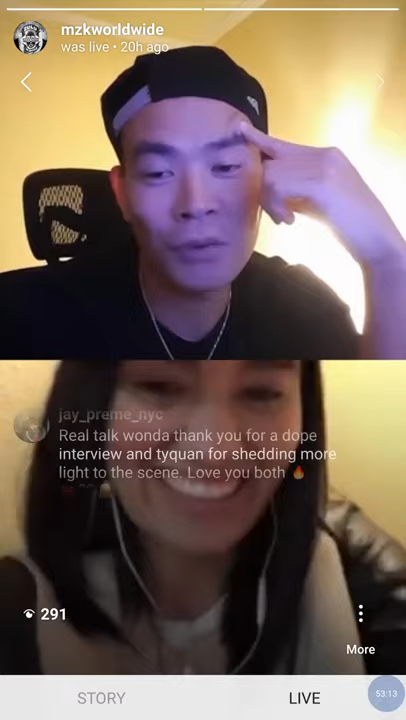 mzkworldwide
was live • 20h ago
jay_preme_nyc
Real talk wonda thank you for a dope
interview and tyquan for shedding more
light to the scene. Love you both 🔥
291
More
STORY
LIVE
53:13